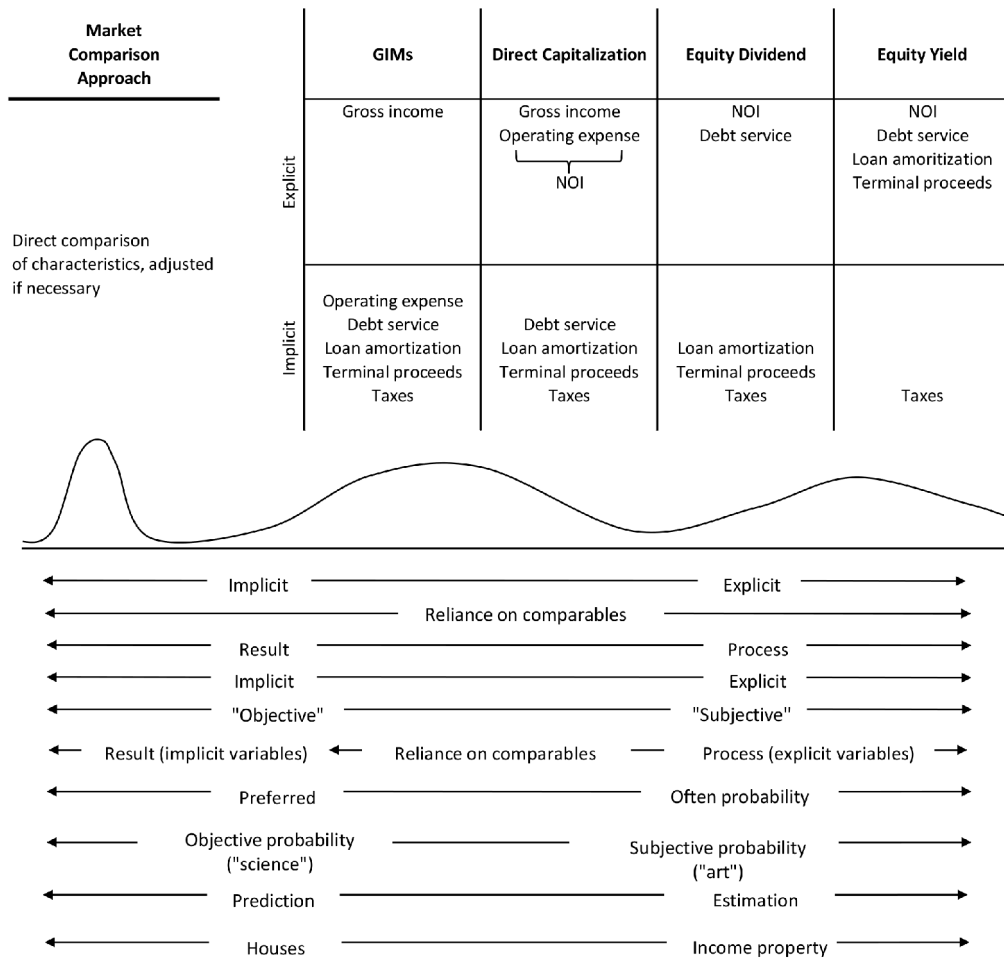 Market
Comparison
Approach
GIMs
Direct Capitalization
Equity Dividend
Equity Yield
Direct comparison
of characteristics, adjusted
if necessary
Explicit
Gross income
Gross income
Operating expense
NOI
NOI
Debt service
NOI
Debt service
Loan amoritization
Terminal proceeds
Implicit
Operating expense
Debt service
Loan amortization
Terminal proceeds
Taxes
Debt service
Loan amortization
Terminal proceeds
Taxes
Loan amortization
Terminal proceeds
Taxes
Taxes
Implicit Explicit
Reliance on comparables
Result Process
Implicit Explicit
"Objective" "Subjective"
Result (implicit variables) Reliance on comparables Process (explicit variables)
Preferred Often probability
Objective probability
("science")
Subjective probability
("art")
Prediction Estimation
Houses Income property